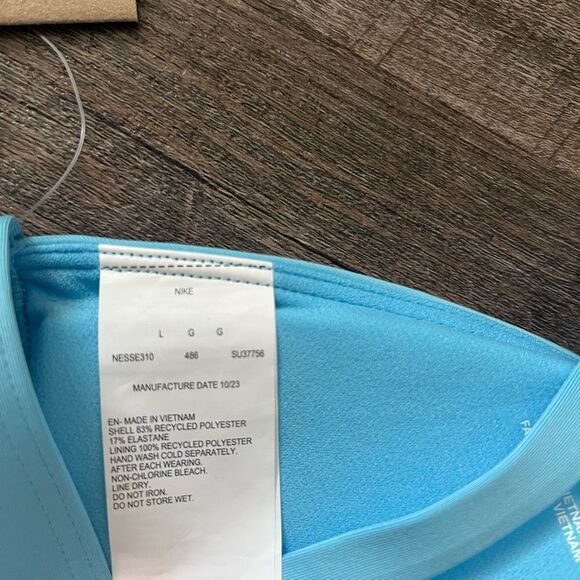 NIKE
L G G
NESSE310 486 SU37756
MANUFACTURE DATE 10/23
EN- MADE IN VIETNAM
SHELL 83% RECYCLED POLYESTER
17% ELASTANE
LINING 100% RECYCLED POLYESTER
HAND WASH COLD SEPARATELY.
AFTER EACH WEARING.
NON-CHLORINE BLEACH.
LINE DRY.
DO NOT IRON.
DO NOT STORE WET.
VIETNAM